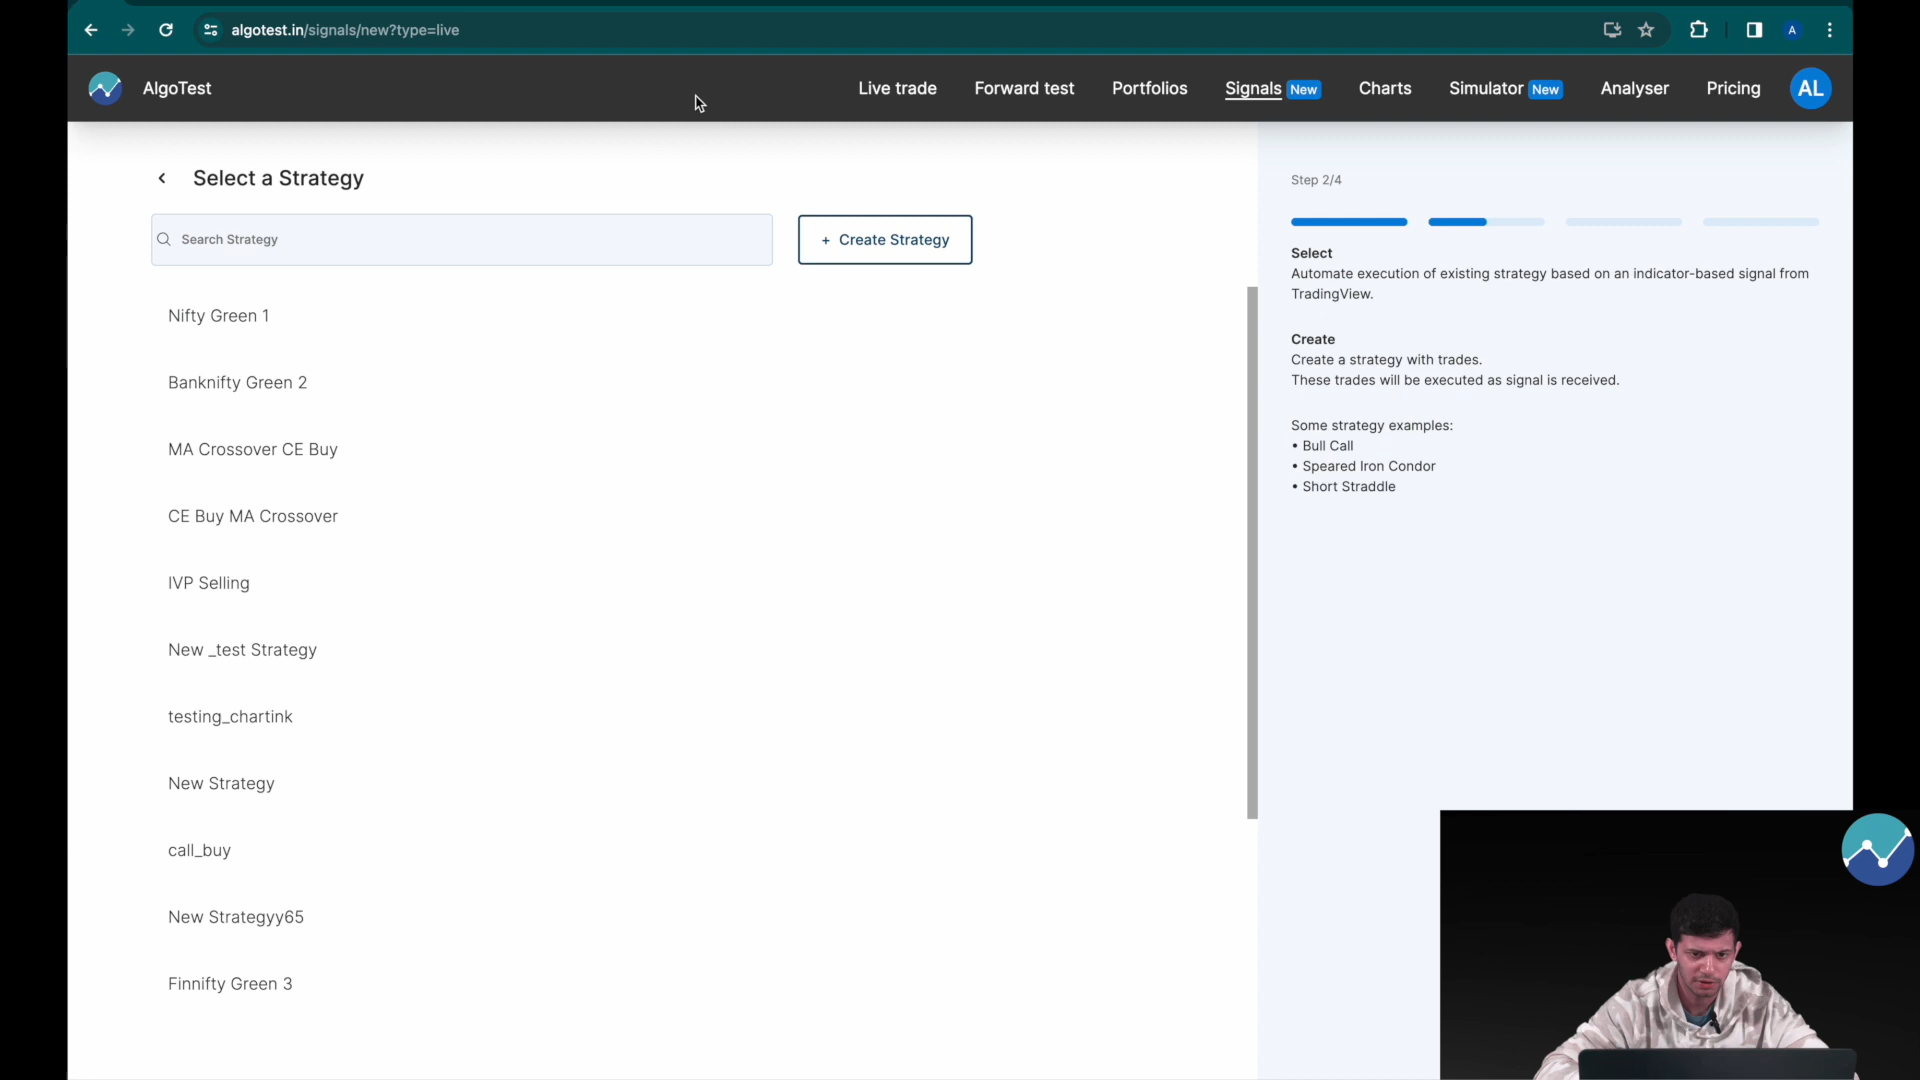 algotest.in/signals/new?type=live
A
AlgoTest
Live trade
Forward test
Portfolios
Signals New
Charts
Simulator New
Analyser
Pricing
AL
Select a Strategy
Search Strategy
+ Create Strategy
Nifty Green 1
Banknifty Green 2
MA Crossover CE Buy
CE Buy MA Crossover
IVP Selling
New _test Strategy
testing_chartink
New Strategy
call_buy
New Strategyy65
Finnifty Green 3
Step 2/4
Select
Automate execution of existing strategy based on an indicator-based signal from
TradingView.
Create
Create a strategy with trades.
These trades will be executed as signal is received.
Some strategy examples:
• Bull Call
• Speared Iron Condor
• Short Straddle